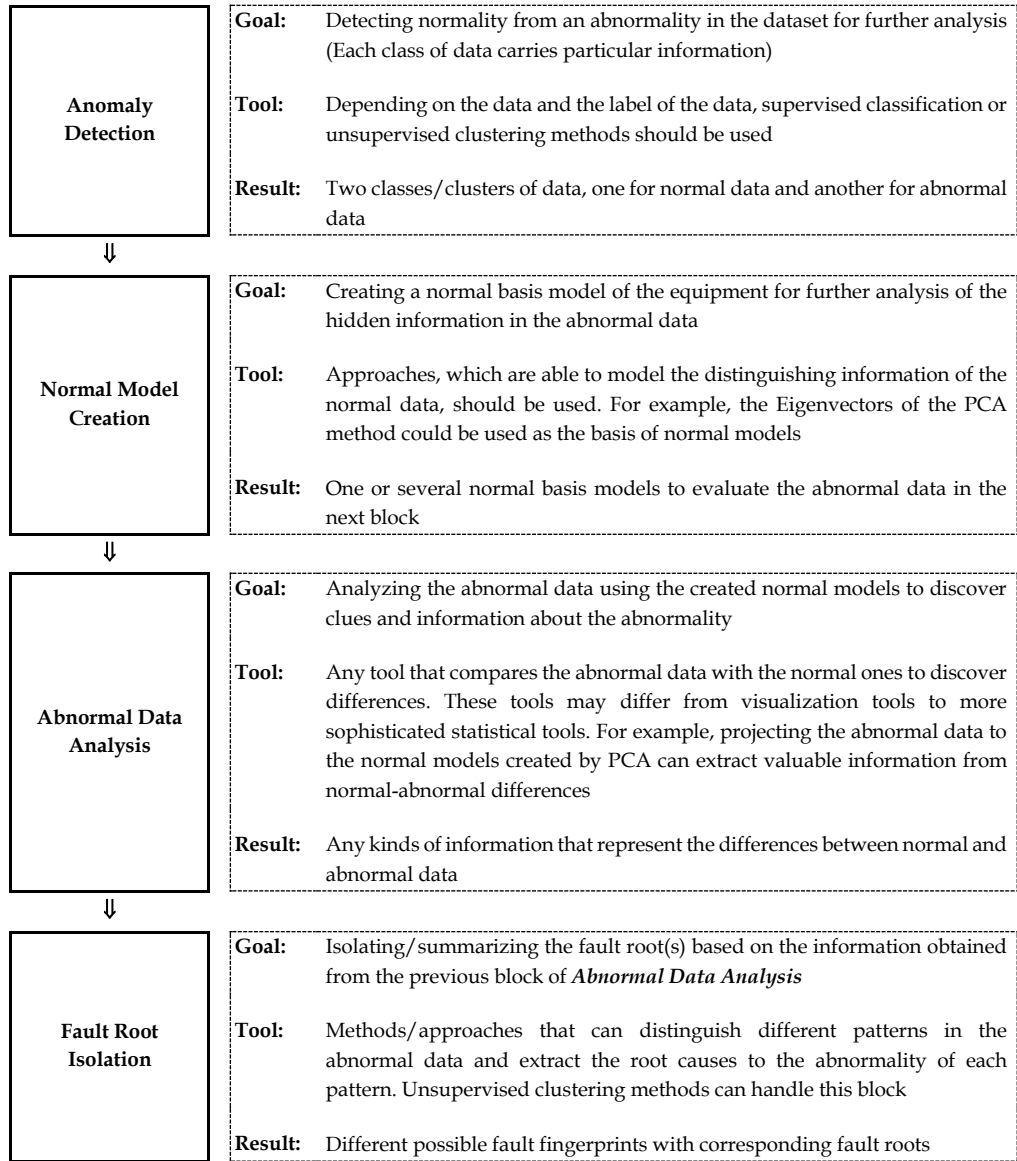 Anomaly
Detection
Goal: Detecting normality from an abnormality in the dataset for further analysis
(Each class of data carries particular information)
Tool: Depending on the data and the label of the data, supervised classification or
unsupervised clustering methods should be used
Result: Two classes/clusters of data, one for normal data and another for abnormal
data
⇓
Normal Model
Creation
Goal: Creating a normal basis model of the equipment for further analysis of the
hidden information in the abnormal data
Tool: Approaches, which are able to model the distinguishing information of the
normal data, should be used. For example, the Eigenvectors of the PCA
method could be used as the basis of normal models
Result: One or several normal basis models to evaluate the abnormal data in the
next block
⇓
Abnormal Data
Analysis
Goal: Analyzing the abnormal data using the created normal models to discover
clues and information about the abnormality
Tool: Any tool that compares the abnormal data with the normal ones to discover
differences. These tools may differ from visualization tools to more
sophisticated statistical tools. For example, projecting the abnormal data to
the normal models created by PCA can extract valuable information from
normal-abnormal differences
Result: Any kinds of information that represent the differences between normal and
abnormal data
⇓
Fault Root
Isolation
Goal: Isolating/summarizing the fault root(s) based on the information obtained
from the previous block of Abnormal Data Analysis
Tool: Methods/approaches that can distinguish different patterns in the
abnormal data and extract the root causes to the abnormality of each
pattern. Unsupervised clustering methods can handle this block
Result: Different possible fault fingerprints with corresponding fault roots